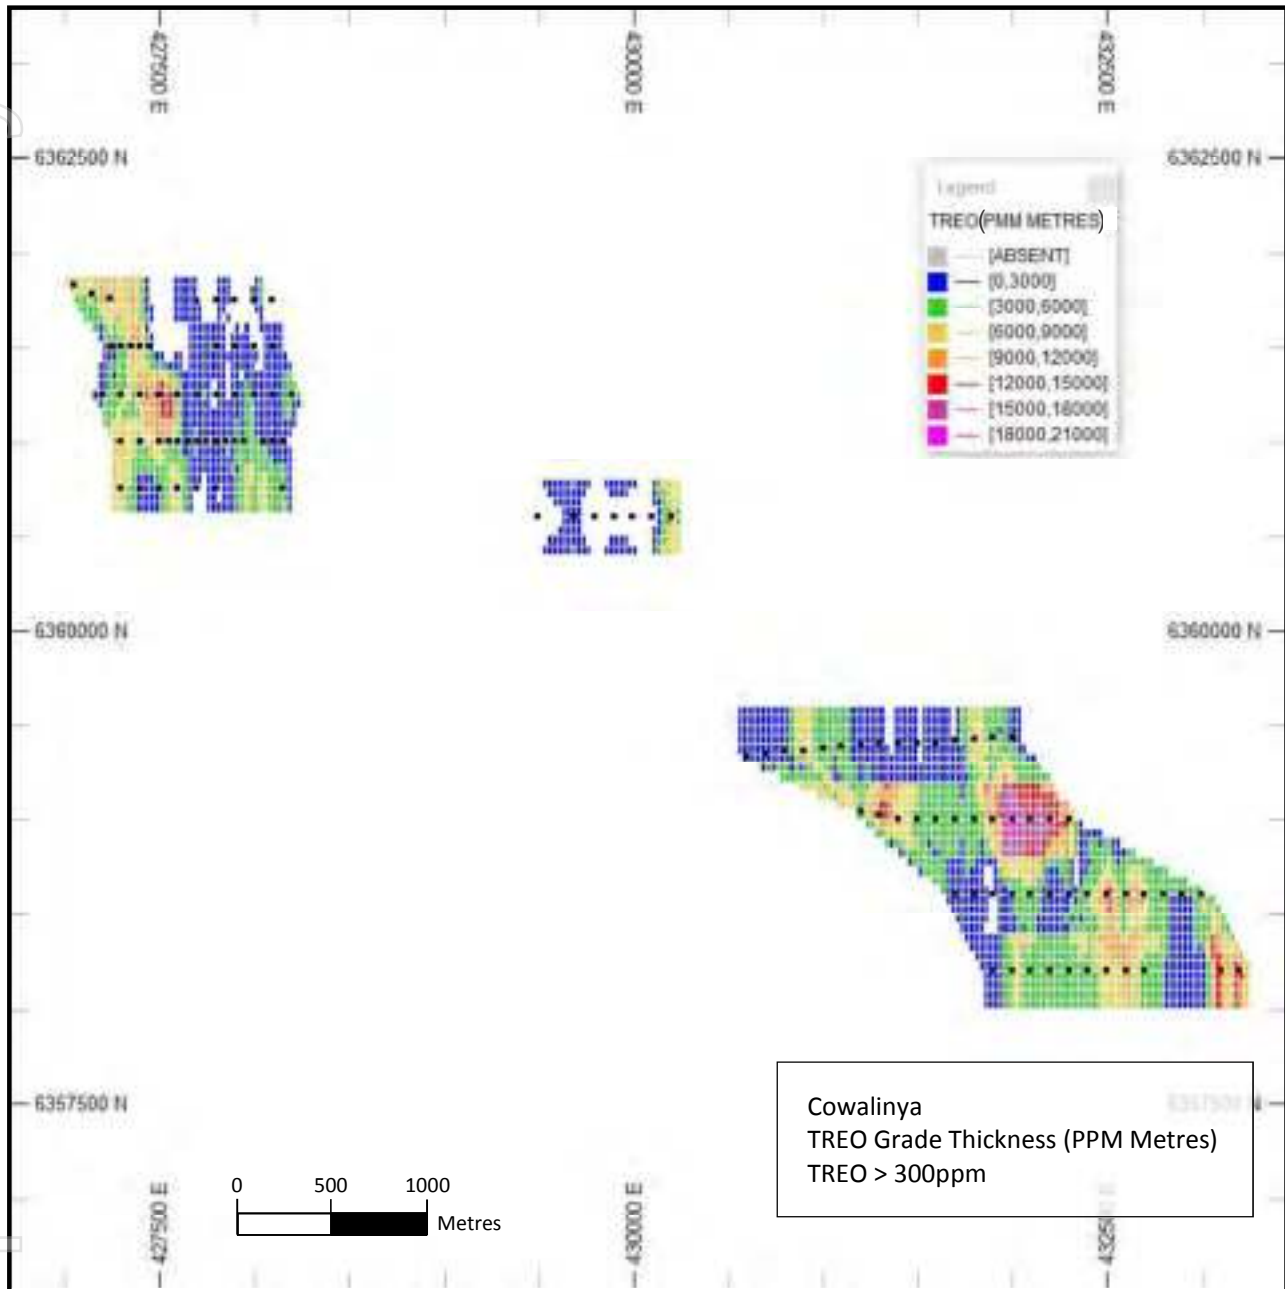 427500 E
430000 E
432500 E
6362500 N
6362500 N
Legend
TREO(PMM METRES)
[ABSENT]
[0,3000]
[3000,6000]
[6000,9000]
[9000,12000]
[12000,15000]
[15000,18000]
[18000,21000]
6360000 N
6360000 N
6357500 N
6357500 N
Cowalinya
TREO Grade Thickness (PPM Metres)
TREO > 300ppm
0 500 1000
Metres
427500 E
430000 E